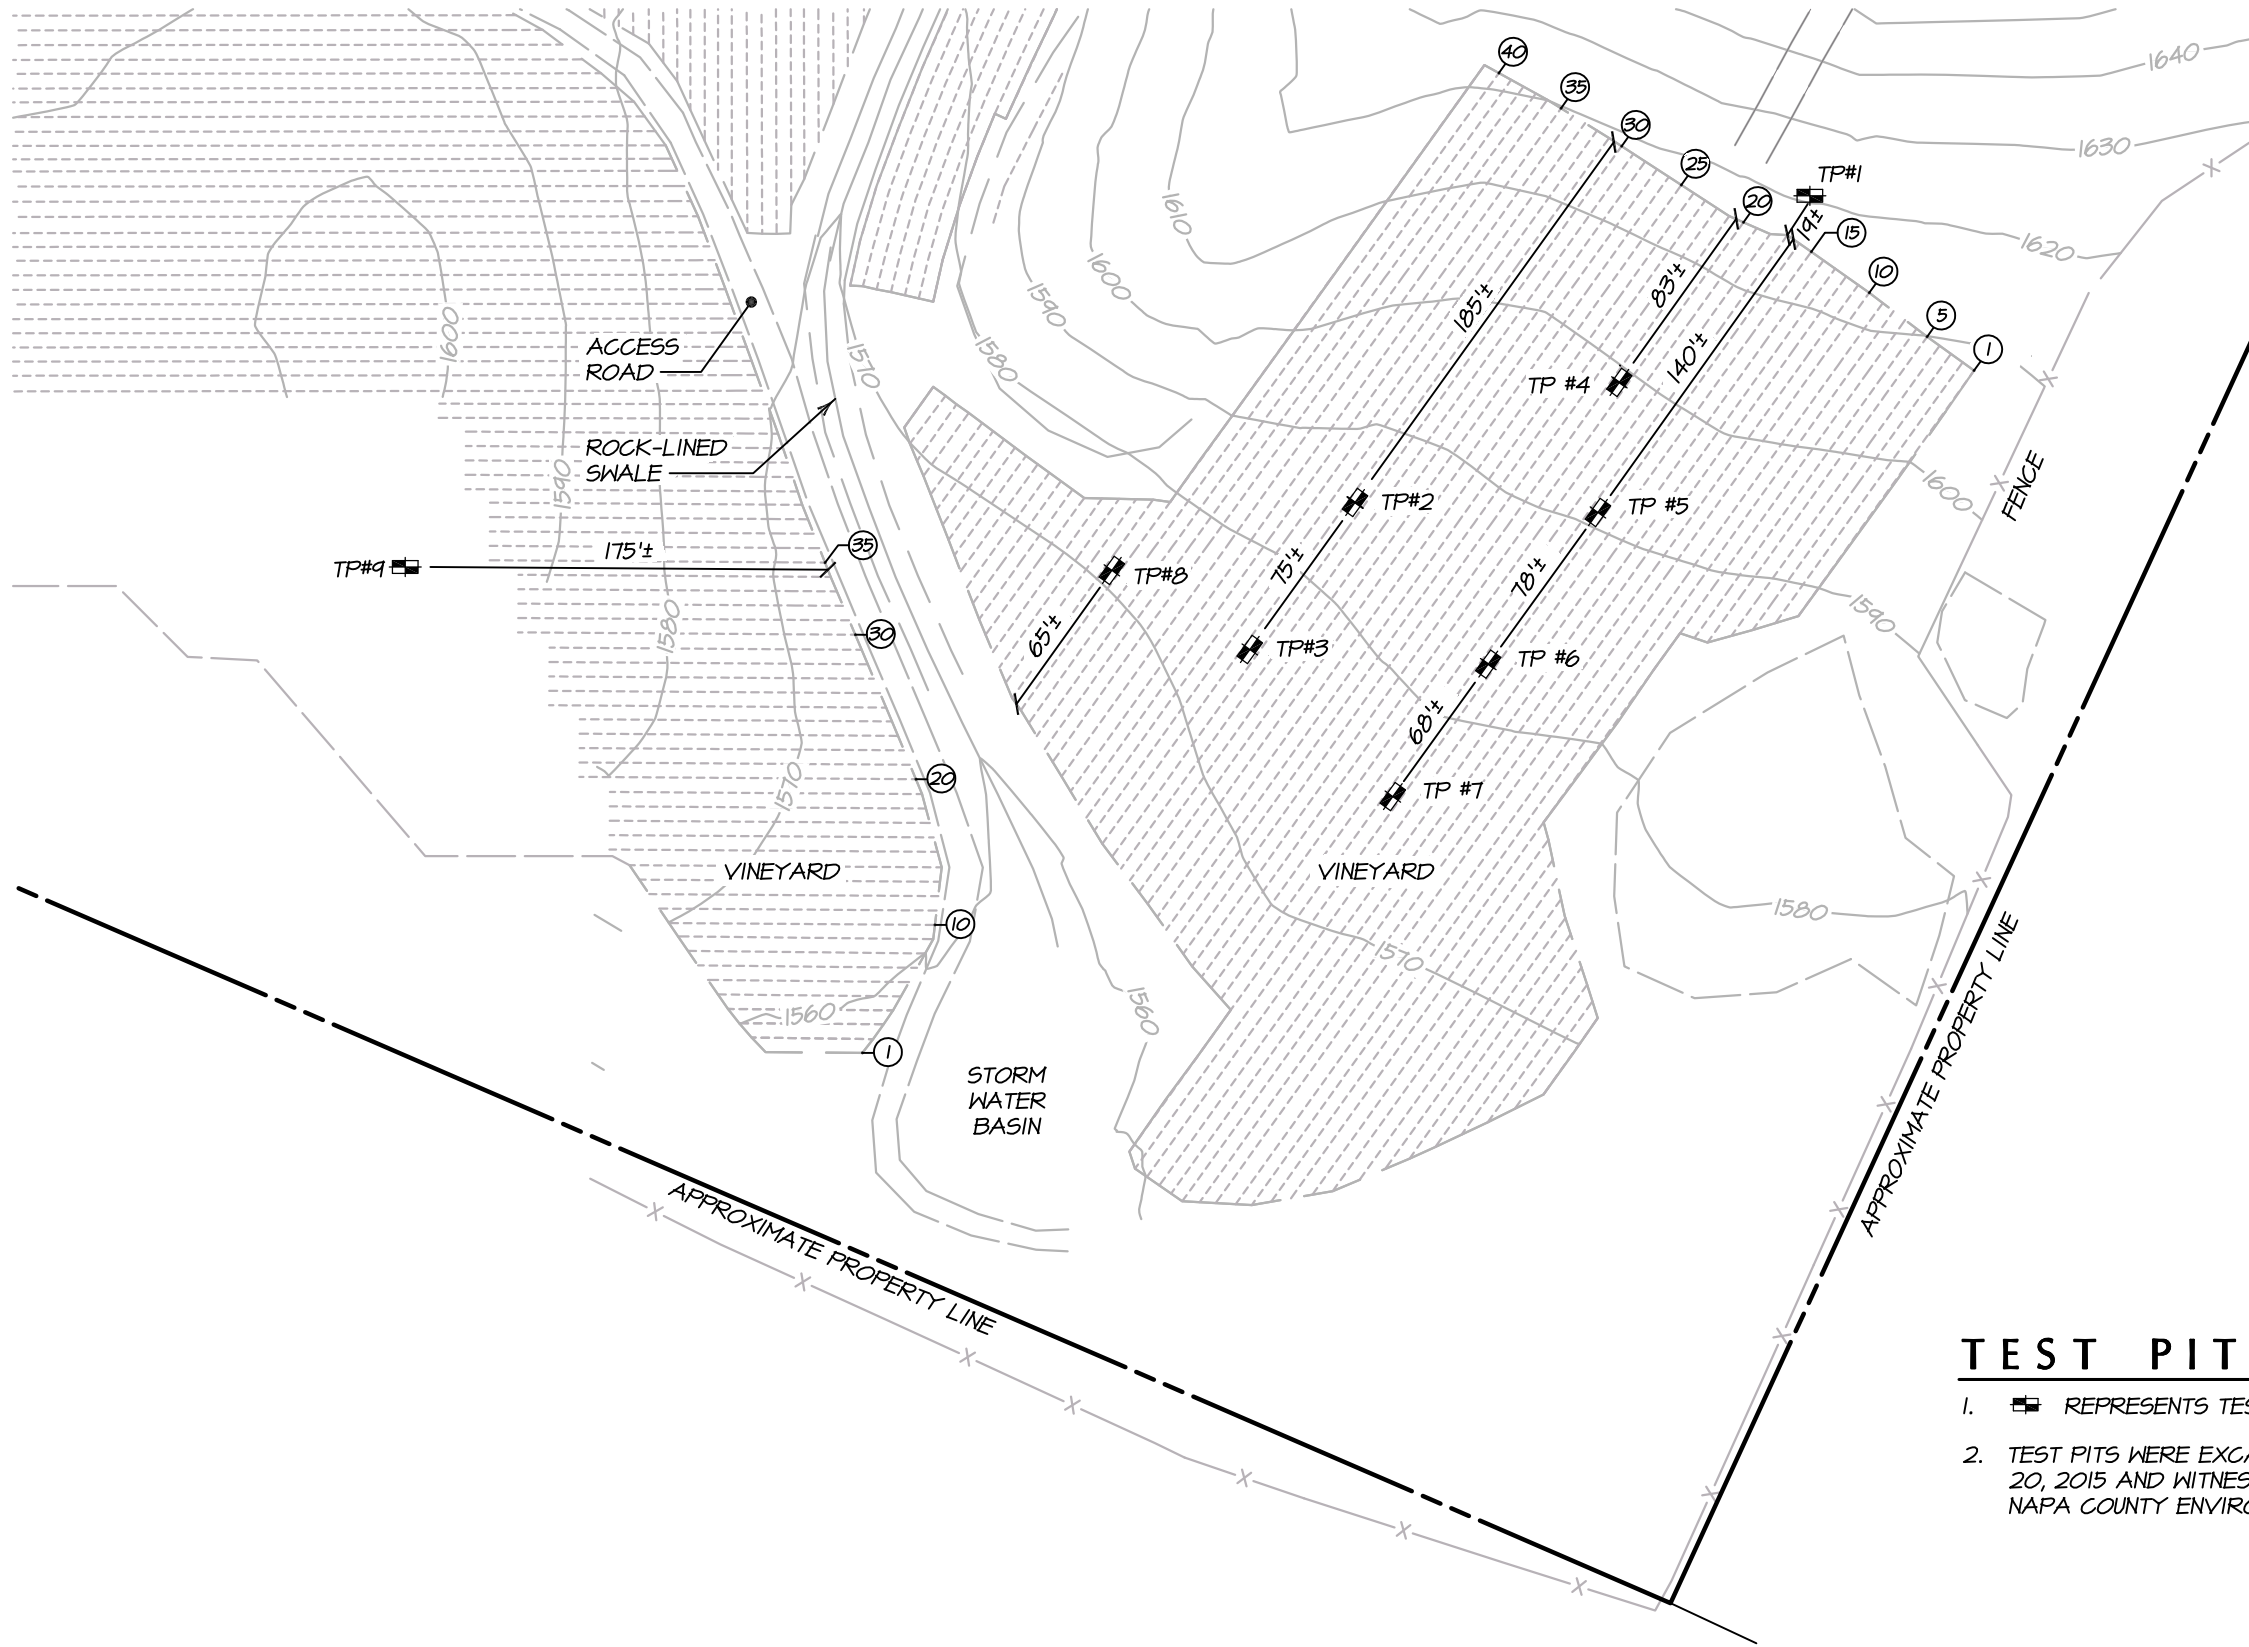 40
35
30
25
20
15
10
5
1
TP#1
19±
1640
1630
1620
1610
1600
1590
1580
1570
1600
1590
1580
1570
1560
185'±
83'±
140'±
TP #4
TP#2
TP #5
75'±
78'±
TP#3
TP #6
68'±
TP #7
TP#8
65'±
ACCESS
ROAD
ROCK-LINED
SWALE
TP#9
175'±
35
30
20
10
1
VINEYARD
VINEYARD
1600
1590
1580
1570
1560
FENCE
STORM
WATER
BASIN
APPROXIMATE PROPERTY LINE
APPROXIMATE PROPERTY LINE
TEST PIT
1. REPRESENTS TES
2. TEST PITS WERE EXCA
20, 2015 AND WITNES
NAPA COUNTY ENVIRO